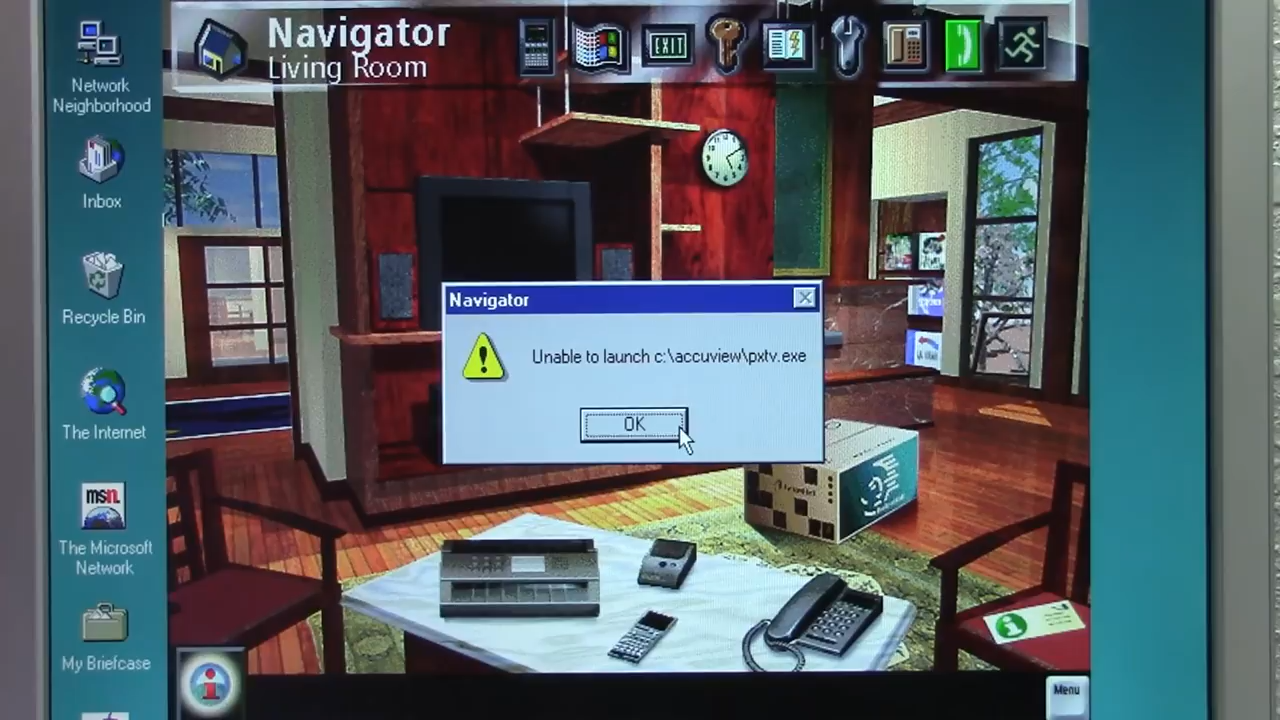 Network
Neighborhood
Inbox
Recycle Bin
The Internet
msn.
The Microsoft
Network
My Briefcase
Navigator
Living Room
EXIT
Navigator
Unable to launch c:\accuview\pxtv.exe
OK
Menu